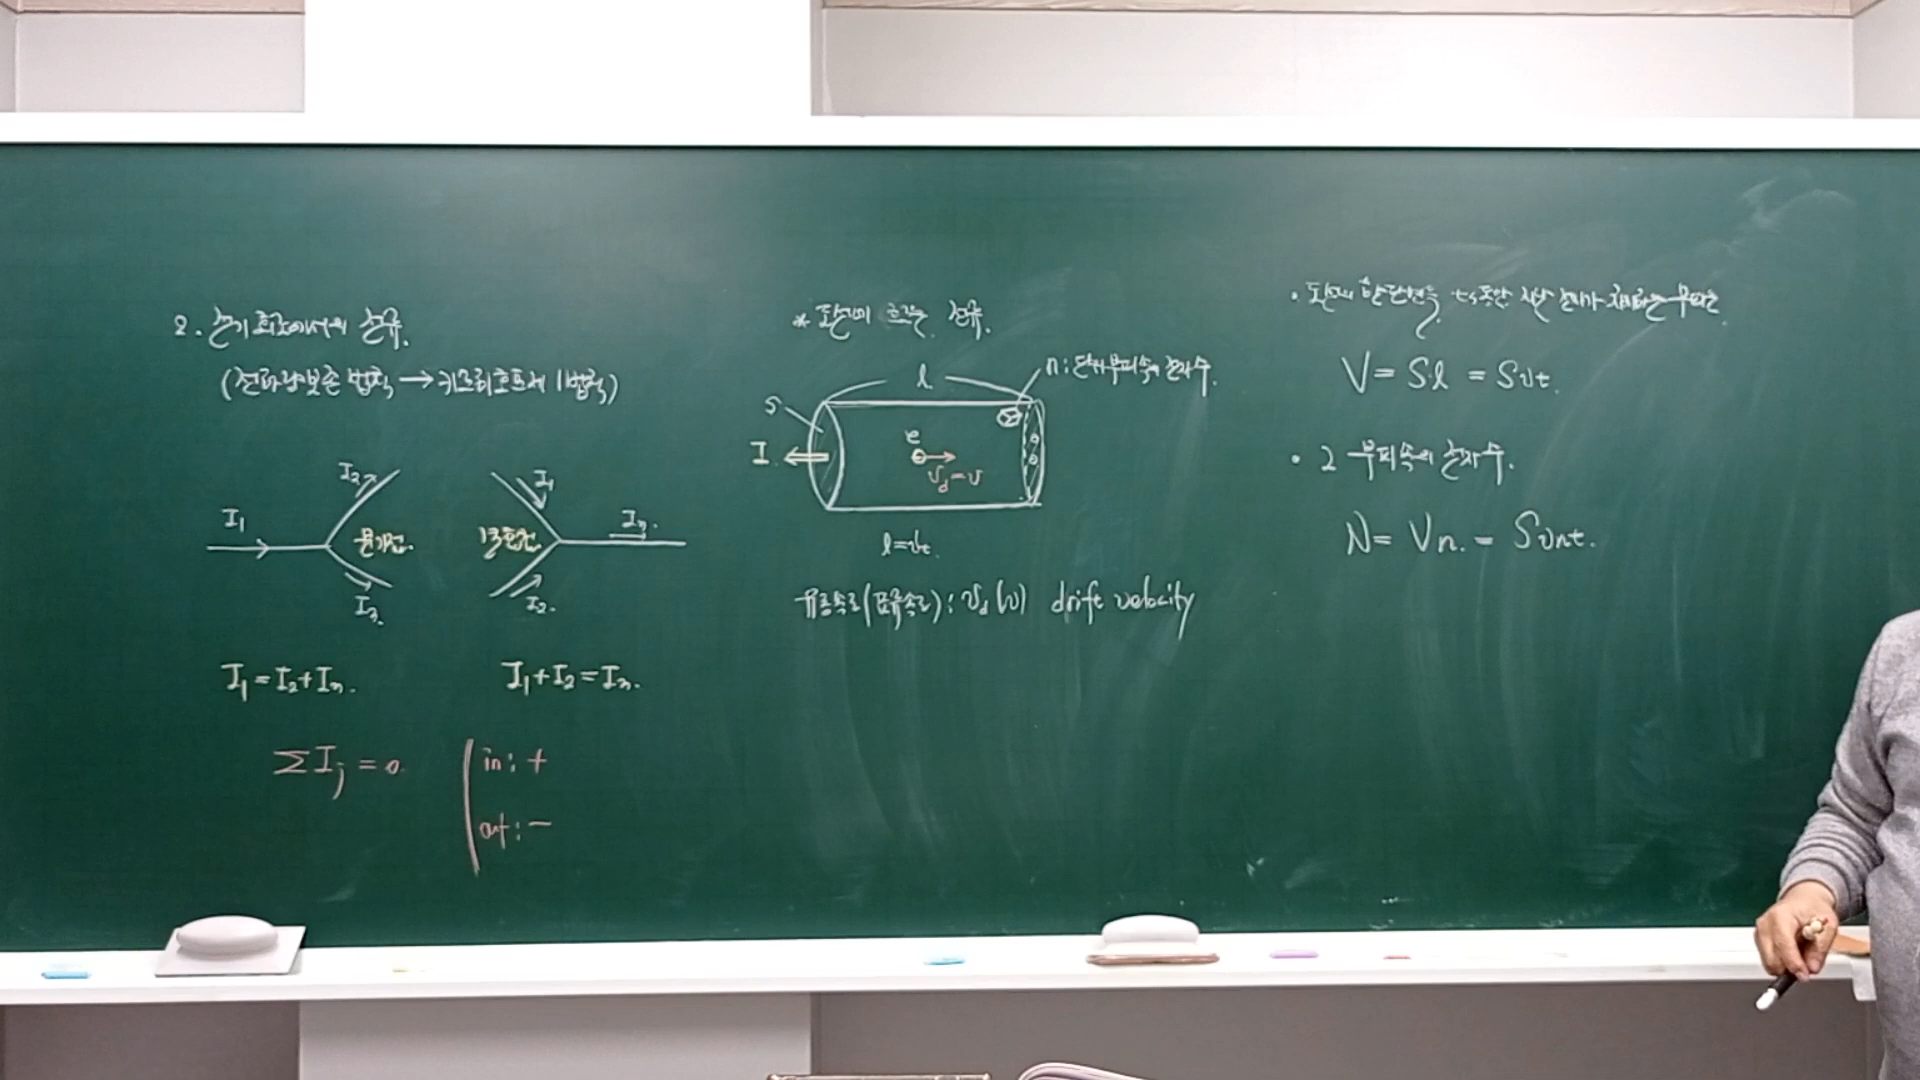 2. 전기 회로에서의 전류.
(전하량 보존 법칙 → 키르히호프 제 1법칙)
I₁
I₂
I₃
분기점.
I₁
I₂.
I₃.
결합점.
I₁=I₂+I₃.
I₁+I₂=I₃.
ΣIⱼ=0.
in: +
out: -
* 도선에 흐르는 전류.
l
n: 단위부피속의 전자수.
S
I
e
v_d=v
l=vt.
유동속도(표류속도): v_d(v) drift velocity
• 도선의 한 단면을 t초동안 전자가 차지하는 부피는
V= S·l = Svt.
• 그 부피속의 전자수.
N= Vn. = Svnt.